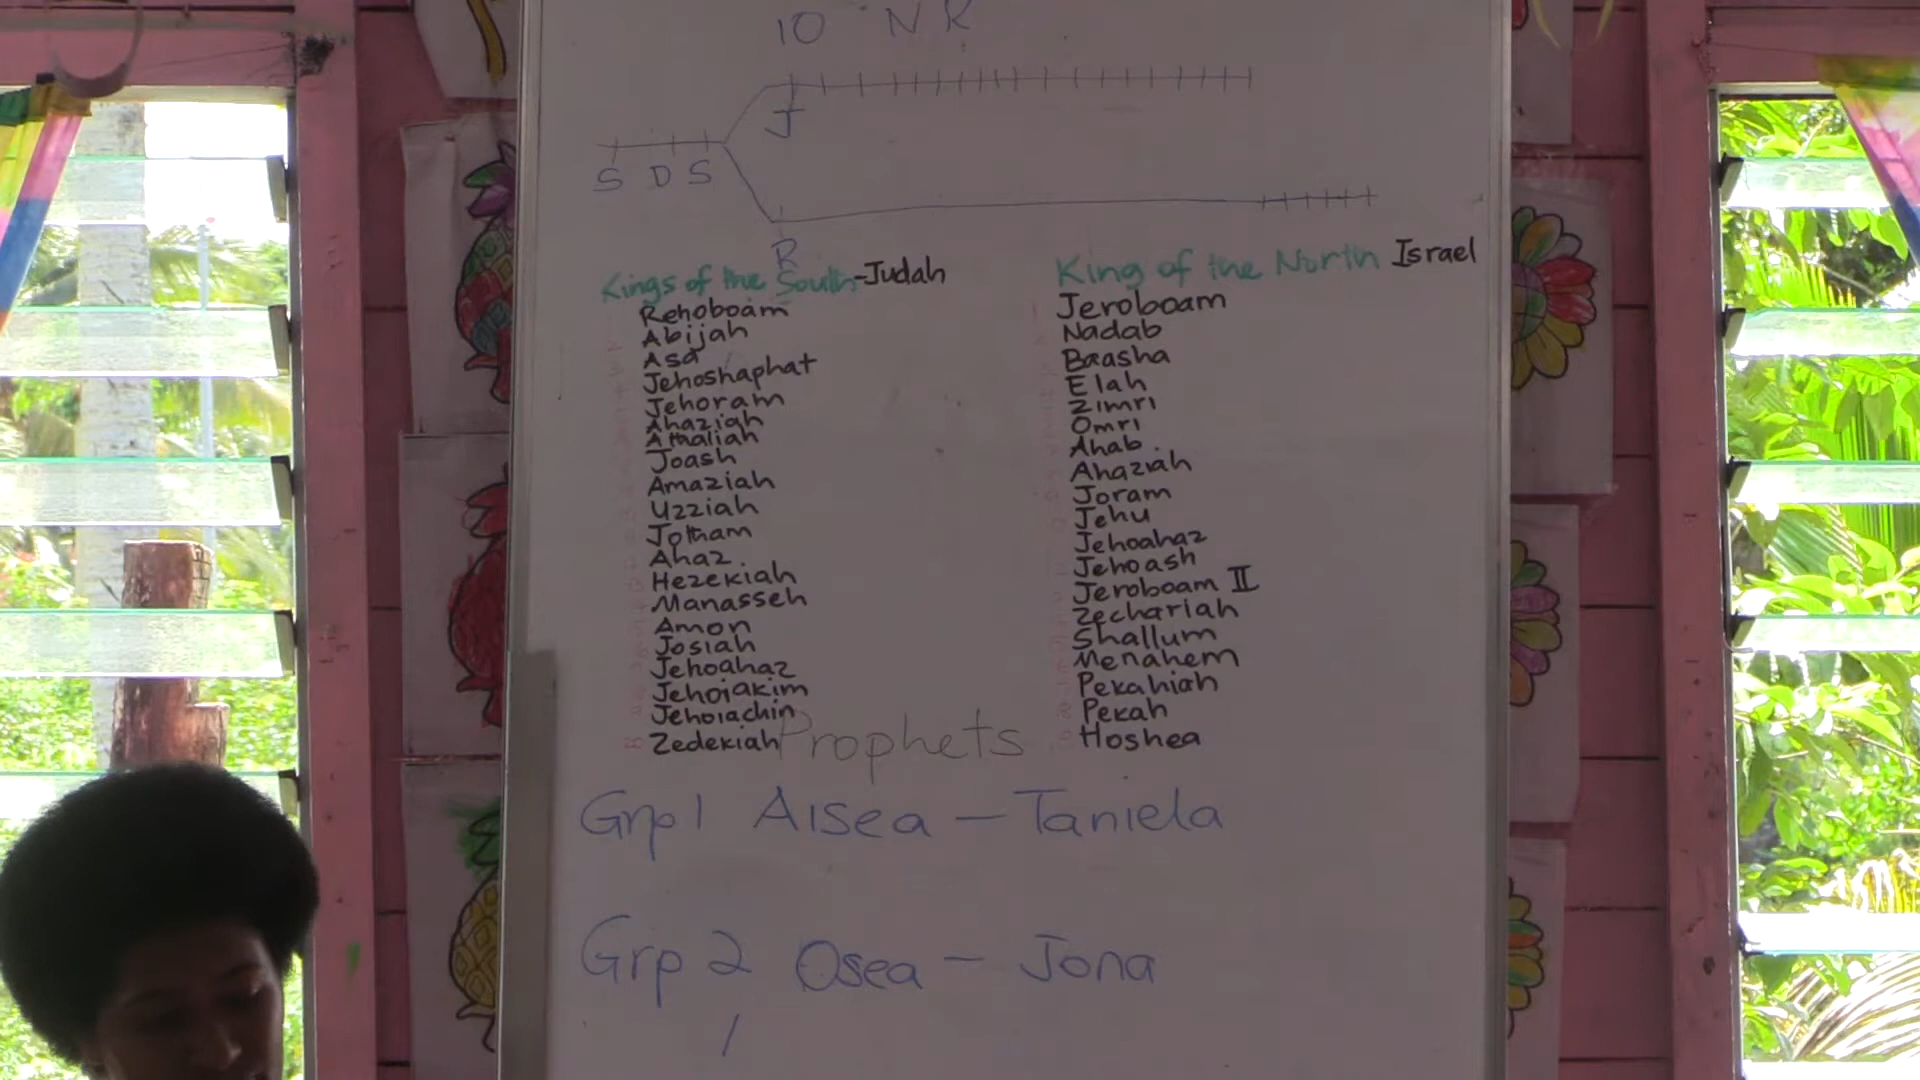 10 N K
J
S D S
R
Kings of the South-Judah
Rehoboam
Abijah
Asa
Jehoshaphat
Jehoram
Ahaziah
Athaliah
Joash
Amaziah
Uzziah
Jotham
Ahaz.
Hezekiah
Manasseh
Amon
Josiah
Jehoahaz
Jehoiakim
Jehoiachin
Zedekiah
King of the North Israel
Jeroboam
Nadab
Baasha
Elah
Zimri
Omri
Ahab.
Ahaziah
Joram
Jehu
Jehoahaz
Jehoash
Jeroboam II
Zechariah
Shallum
Menahem
Pekahiah
Pekah
Hoshea
Prophets
Grp 1 Aisea - Taniela
Grp 2 Osea - Jona